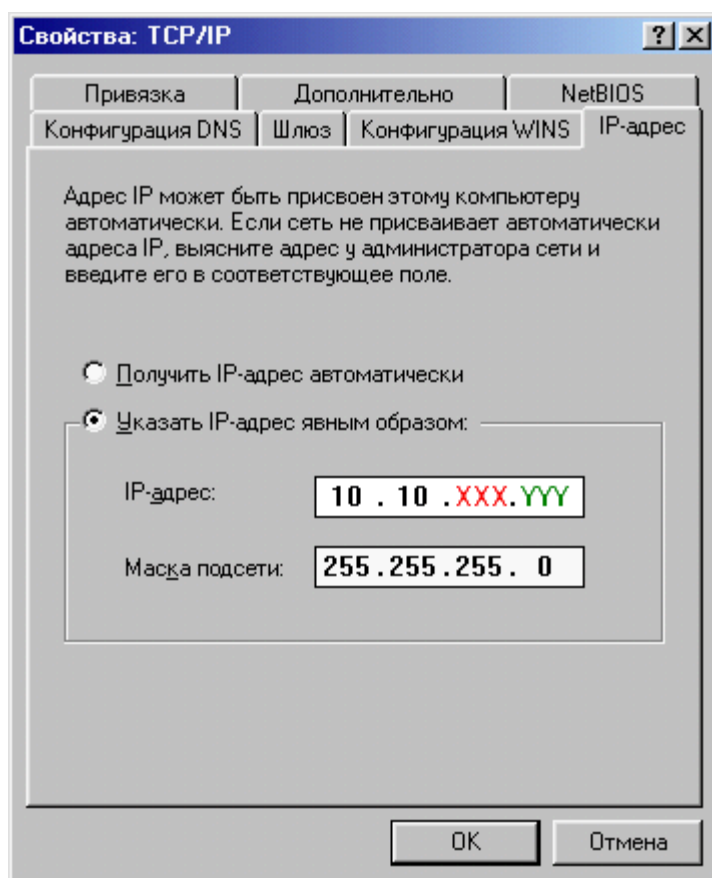 Свойства: TCP/IP
Привязка Дополнительно NetBIOS
Конфигурация DNS Шлюз Конфигурация WINS IP-адрес
Адрес IP может быть присвоен этому компьютеру
автоматически. Если сеть не присваивает автоматически
адреса IP, выясните адрес у администратора сети и
введите его в соответствующее поле.
Получить IP-адрес автоматически
Указать IP-адрес явным образом:
IP-адрес: 10 . 10 .XXX.YYY
Маска подсети: 255.255.255. 0
OK Отмена